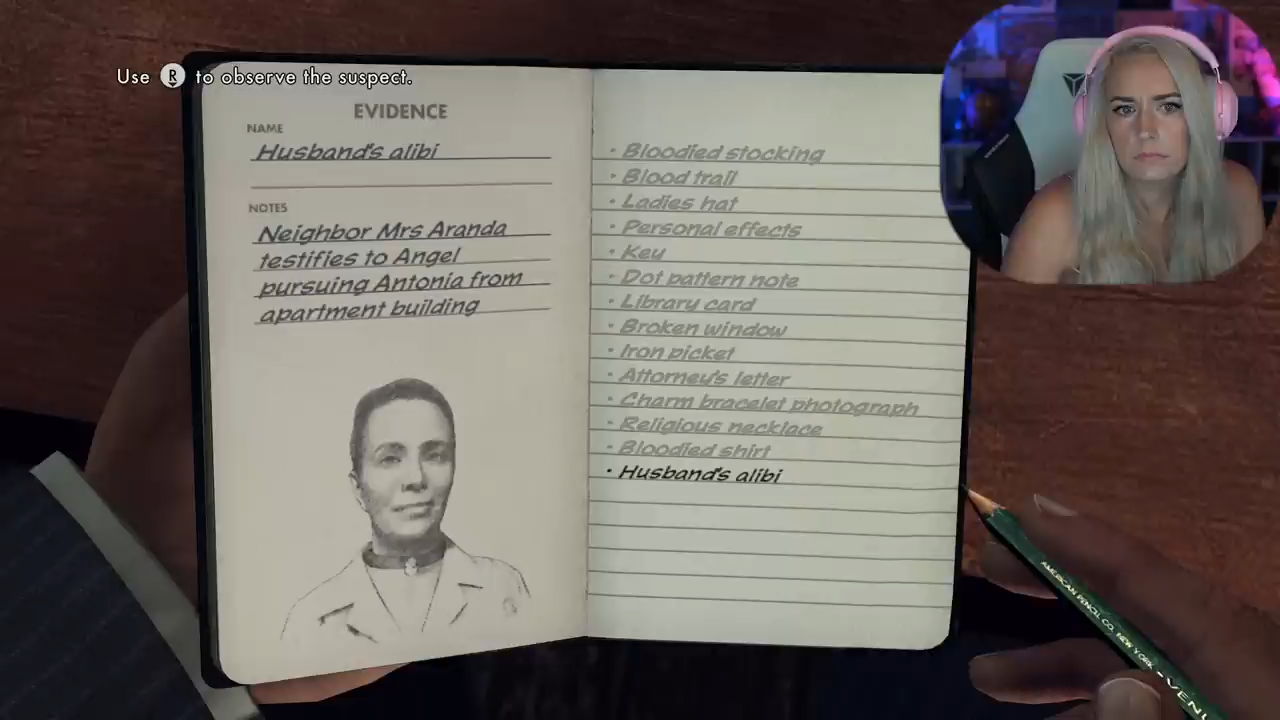 Use R to observe the suspect.
EVIDENCE
NAME
Husband's alibi
NOTES
Neighbor Mrs Aranda
testifies to Angel
pursuing Antonia from
apartment building
• Bloodied stocking
• Blood trail
• Ladies hat
• Personal effects
• Key
• Dot pattern note
• Library card
• Broken window
• Iron picket
• Attorney's letter
• Charm bracelet photograph
• Religious necklace
• Bloodied shirt
• Husband's alibi
AMERICAN PENCIL CO. NEW YORK